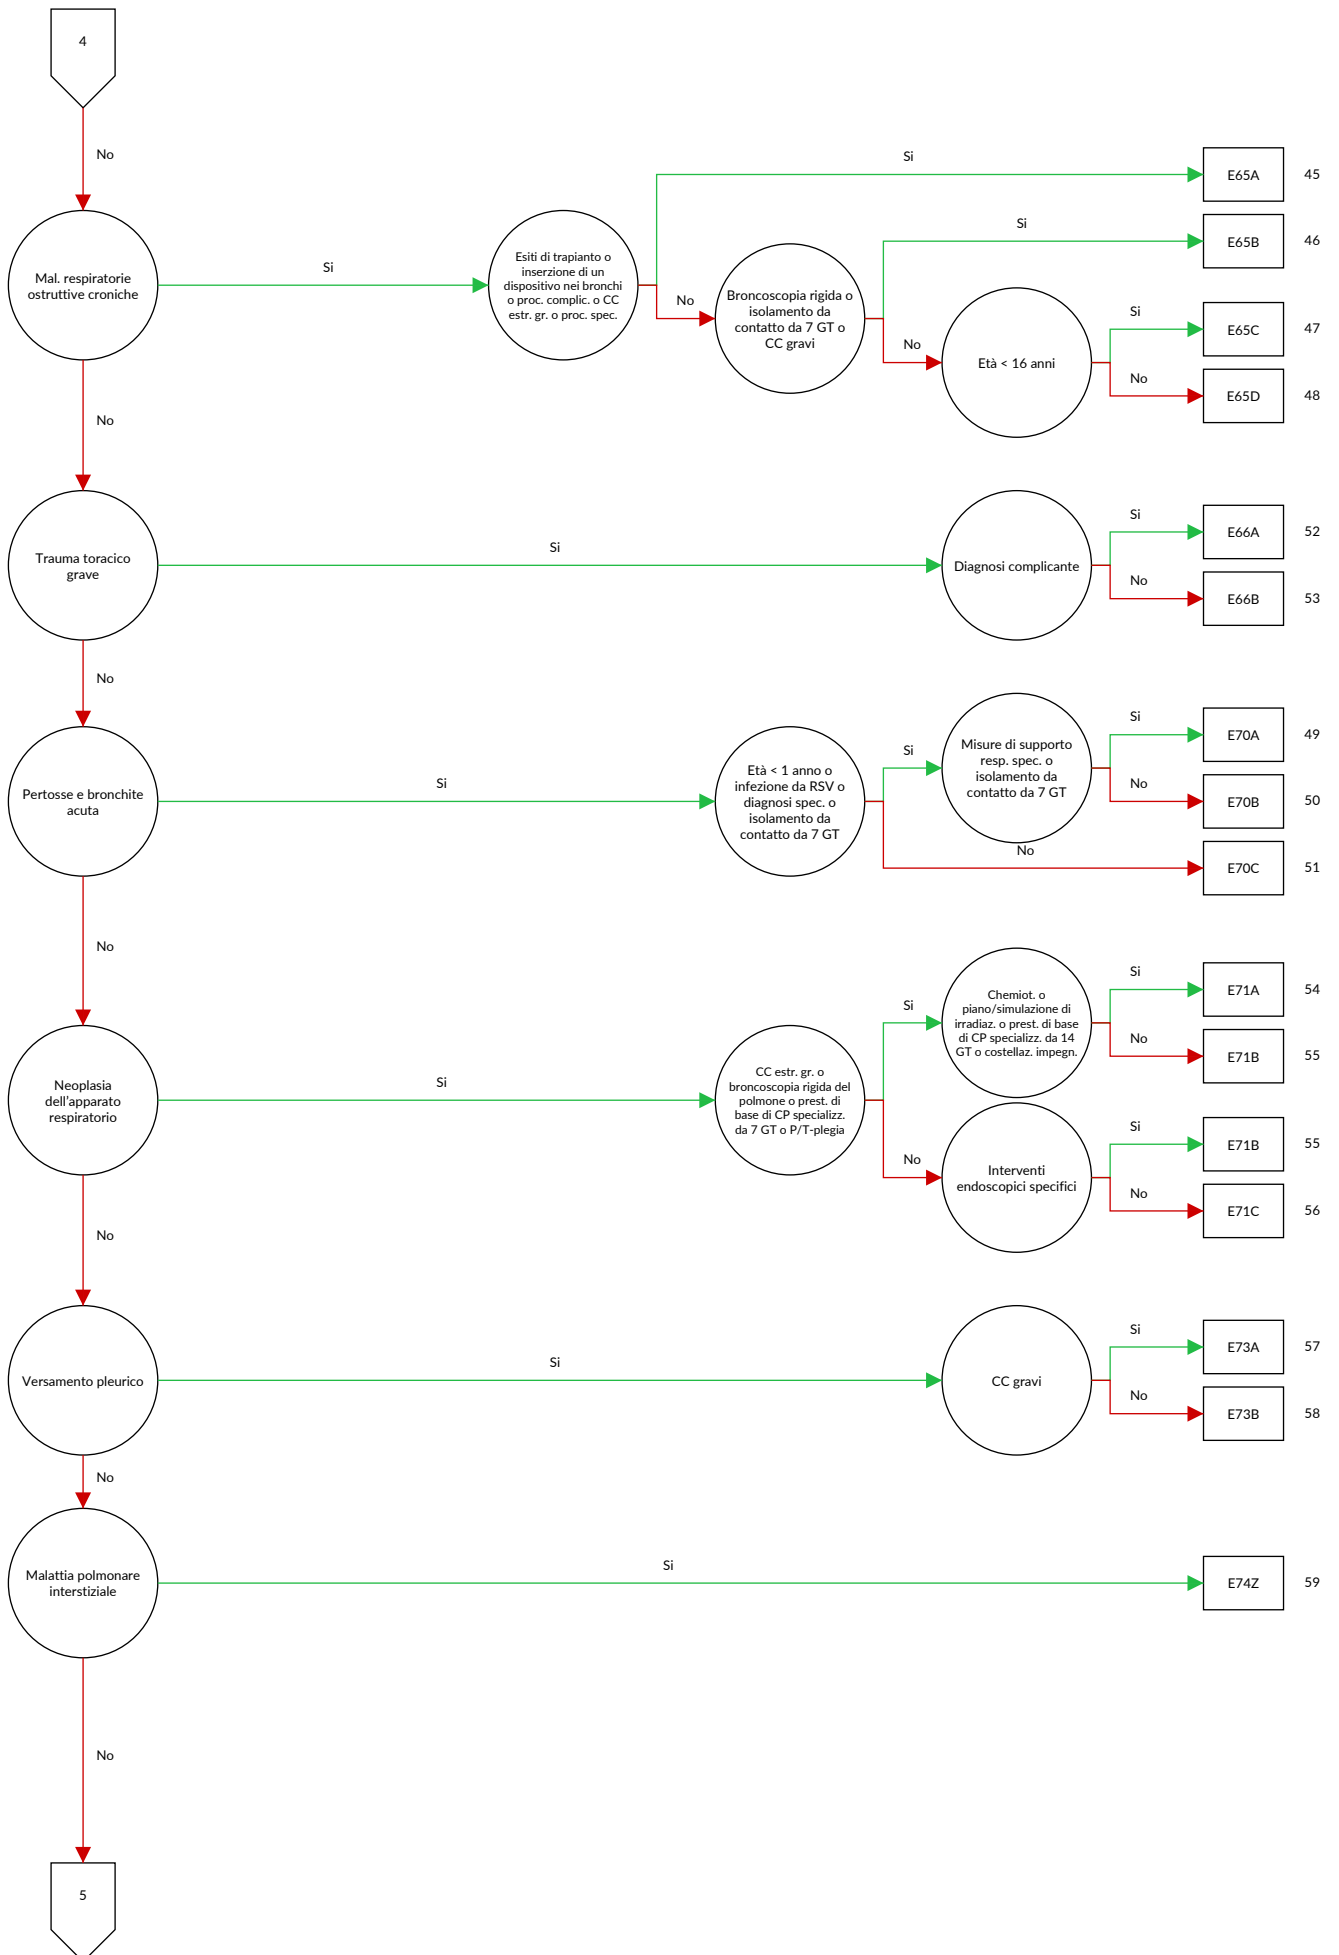 4
No
Mal. respiratorie
ostruttive croniche
Si
Esiti di trapianto o
inserzione di un
dispositivo nei bronchi
o proc. complic. o CC
estr. gr. o proc. spec.
Si
E65A
45
No
Broncoscopia rigida o
isolamento da
contatto da 7 GT o
CC gravi
Si
E65B
46
No
Età < 16 anni
Si
E65C
47
No
E65D
48
No
Trauma toracico
grave
Si
Diagnosi complicante
Si
E66A
52
No
E66B
53
No
Pertosse e bronchite
acuta
Si
Età < 1 anno o
infezione da RSV o
diagnosi spec. o
isolamento da
contatto da 7 GT
Si
Misure di supporto
resp. spec. o
isolamento da
contatto da 7 GT
Si
E70A
49
No
E70B
50
No
E70C
51
No
Neoplasia
dell'apparato
respiratorio
Si
CC estr. gr. o
broncoscopia rigida del
polmone o prest. di
base di CP specializz.
da 7 GT o P/T-plegia
Si
Chemiot. o
piano/simulazione di
irradiaz. o prest. di base
di CP specializz. da 14
GT o costellaz. impegn.
Si
E71A
54
No
E71B
55
No
Interventi
endoscopici specifici
Si
E71B
55
No
E71C
56
No
Versamento pleurico
Si
CC gravi
Si
E73A
57
No
E73B
58
No
Malattia polmonare
interstiziale
Si
E74Z
59
No
5